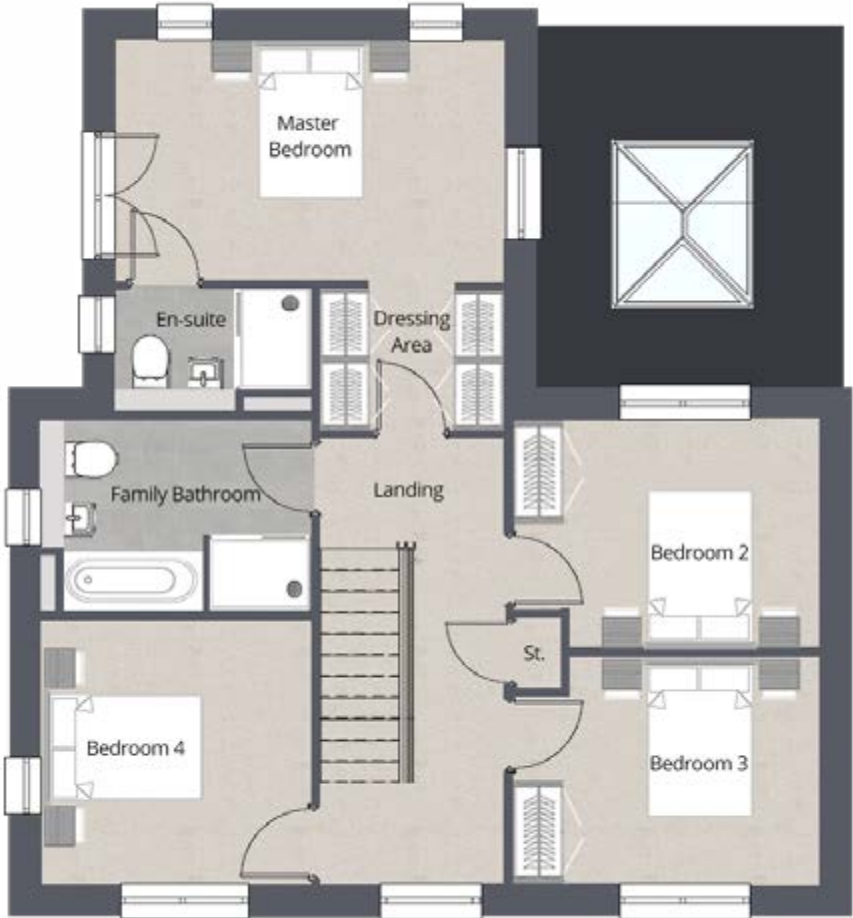 Master
Bedroom
En-suite
Dressing
Area
Family Bathroom
Landing
Bedroom 2
St.
Bedroom 4
Bedroom 3